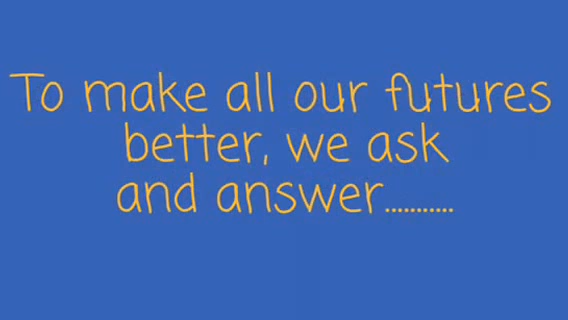 To make all our futures
better, we ask
and answer...........